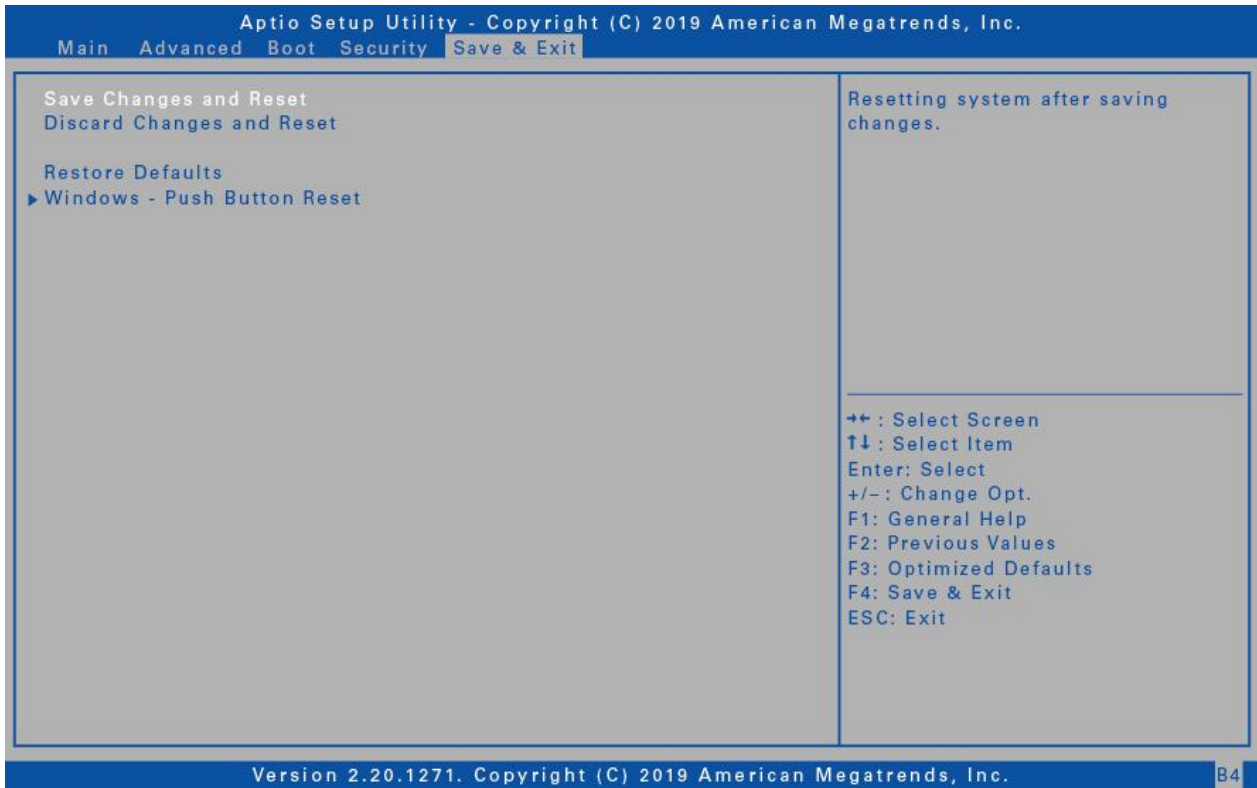 Aptio Setup Utility - Copyright (C) 2019 American Megatrends, Inc.
Main Advanced Boot Security Save & Exit
Save Changes and Reset
Discard Changes and Reset
Restore Defaults
▶ Windows - Push Button Reset
Resetting system after saving
changes.
→← : Select Screen
↑↓ : Select Item
Enter: Select
+/– : Change Opt.
F1: General Help
F2: Previous Values
F3: Optimized Defaults
F4: Save & Exit
ESC: Exit
Version 2.20.1271. Copyright (C) 2019 American Megatrends, Inc.
B4